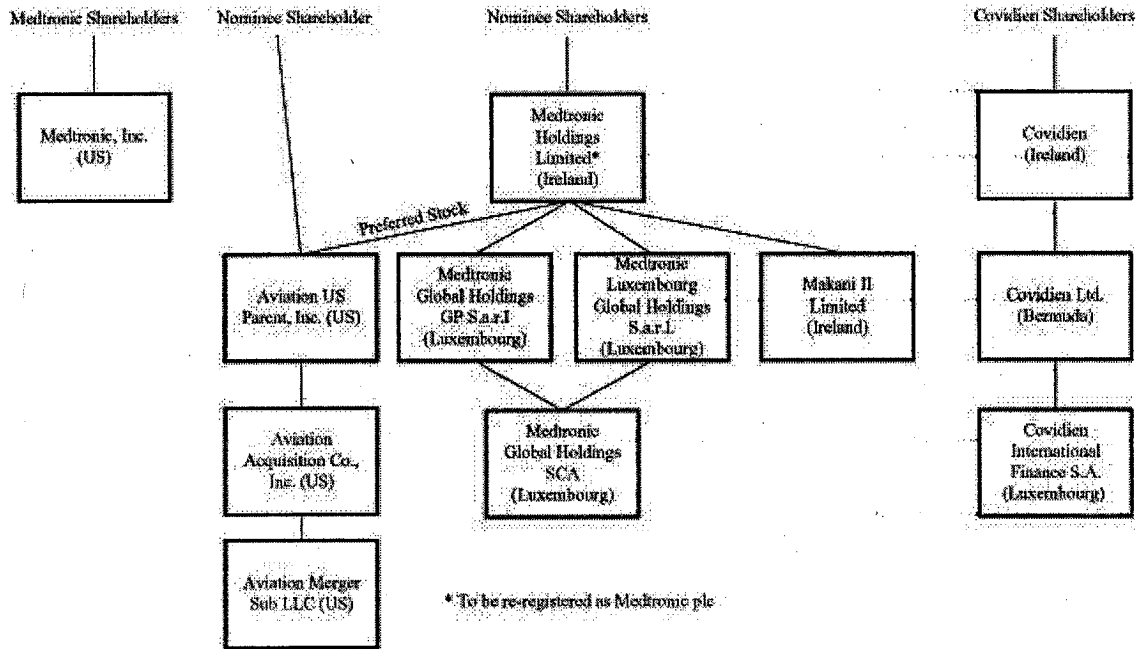 Medtronic Shareholders
Nominee Shareholder
Nominee Shareholders
Covidien Shareholders
Medtronic, Inc.
(US)
Medtronic
Holdings
Limited*
(Ireland)
Covidien
(Ireland)
Preferred Stock
Aviation US
Parent, Inc. (US)
Medtronic
Global Holdings
GP S.a.r.l
(Luxembourg)
Medtronic
Luxembourg
Global Holdings
S.a.r.l.
(Luxembourg)
Makani II
Limited
(Ireland)
Covidien Ltd.
(Bermuda)
Aviation
Acquisition Co.,
Inc. (US)
Medtronic
Global Holdings
SCA
(Luxembourg)
Covidien
International
Finance S.A.
(Luxembourg)
Aviation Merger
Sub LLC (US)
* To be re-registered as Medtronic plc